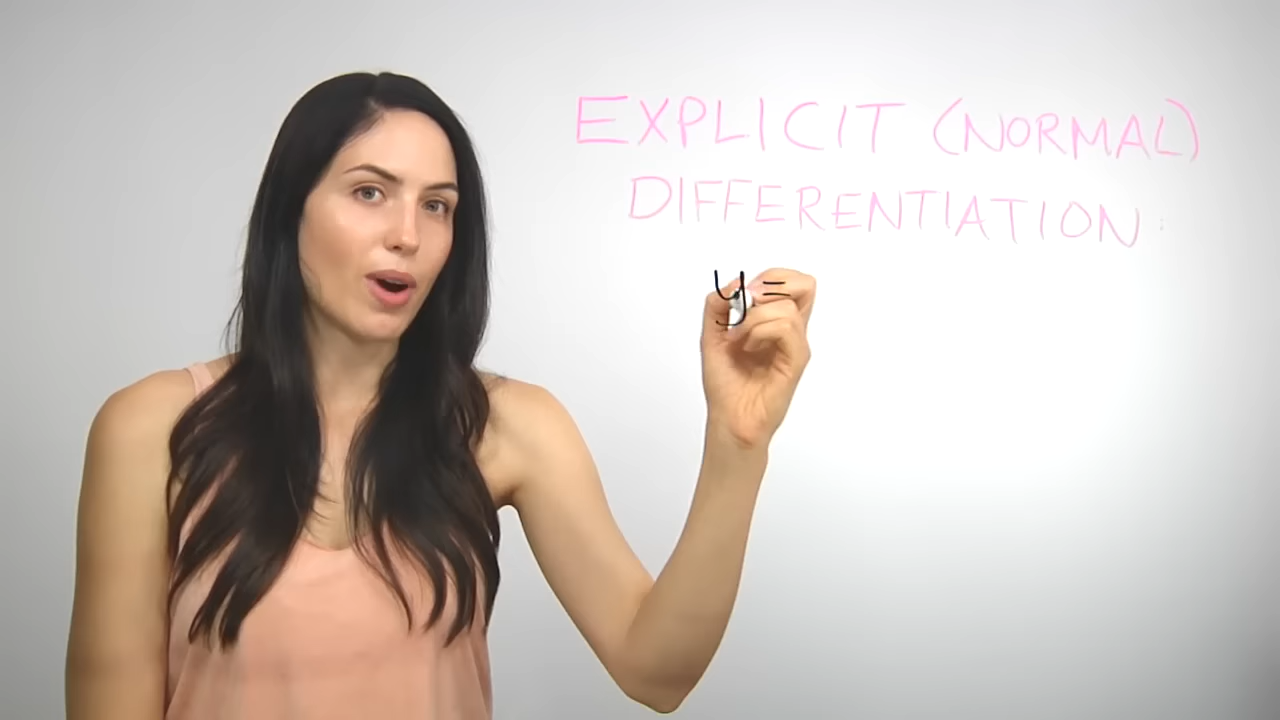 EXPLICIT (NORMAL)
DIFFERENTIATION
y =